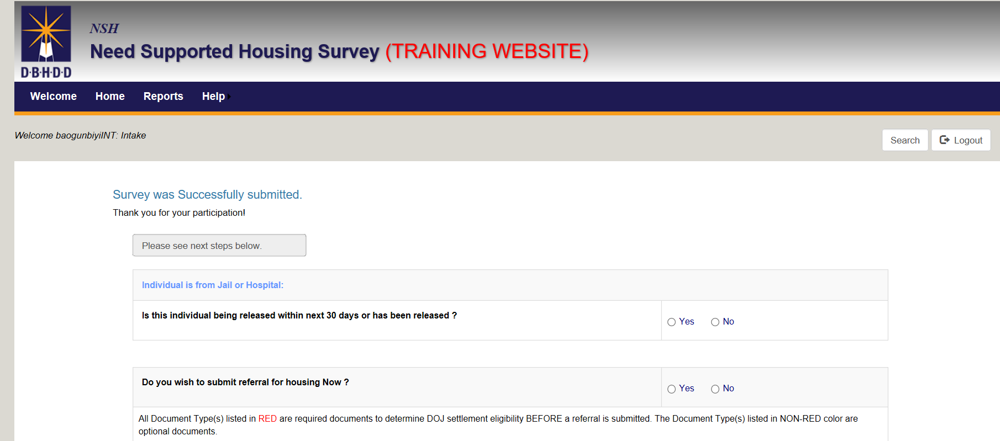 D·B·H·D·D
NSH
Need Supported Housing Survey (TRAINING WEBSITE)
Welcome Home Reports Help
Welcome baogunbiyiINT: Intake
Search Logout
Survey was Successfully submitted.
Thank you for your participation!
Please see next steps below.
Individual is from Jail or Hospital:
Is this individual being released within next 30 days or has been released ?
Yes No
Do you wish to submit referral for housing Now ?
Yes No
All Document Type(s) listed in RED are required documents to determine DOJ settlement eligibility BEFORE a referral is submitted. The Document Type(s) listed in NON-RED color are
optional documents.